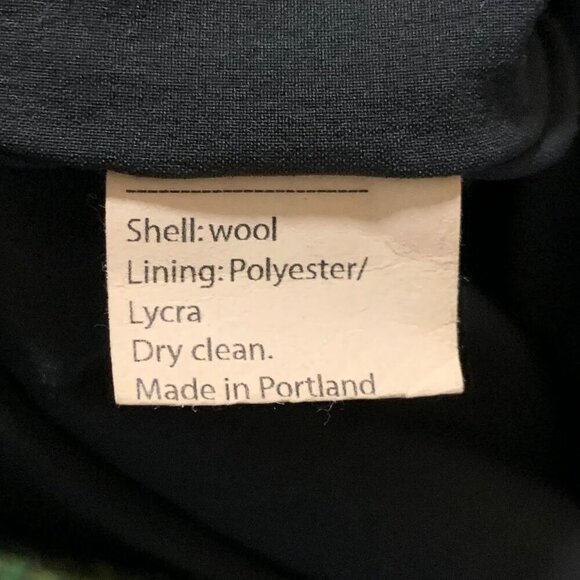 Shell: wool
Lining: Polyester/
Lycra
Dry clean.
Made in Portland